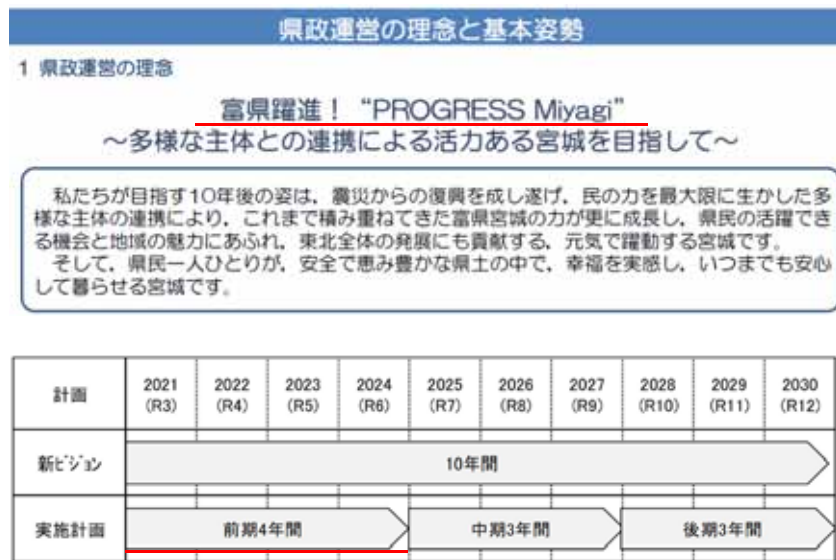 県政運営の理念と基本姿勢
1 県政運営の理念
富県躍進！“PROGRESS Miyagi”
～多様な主体との連携による活力ある宮城を目指して～
私たちが目指す10年後の姿は，震災からの復興を成し遂げ，民の力を最大限に生かした多
様な主体の連携により，これまで積み重ねてきた富県宮城の力が更に成長し，県民の活躍でき
る機会と地域の魅力にあふれ，東北全体の発展にも貢献する，元気で躍動する宮城です。
そして，県民一人ひとりが，安全で恵み豊かな県土の中で，幸福を実感し，いつまでも安心
して暮らせる宮城です。
計画 2021 (R3) 2022 (R4) 2023 (R5) 2024 (R6) 2025 (R7) 2026 (R8) 2027 (R9) 2028 (R10) 2029 (R11) 2030 (R12)
新ビジョン 10年間
実施計画 前期4年間 中期3年間 後期3年間